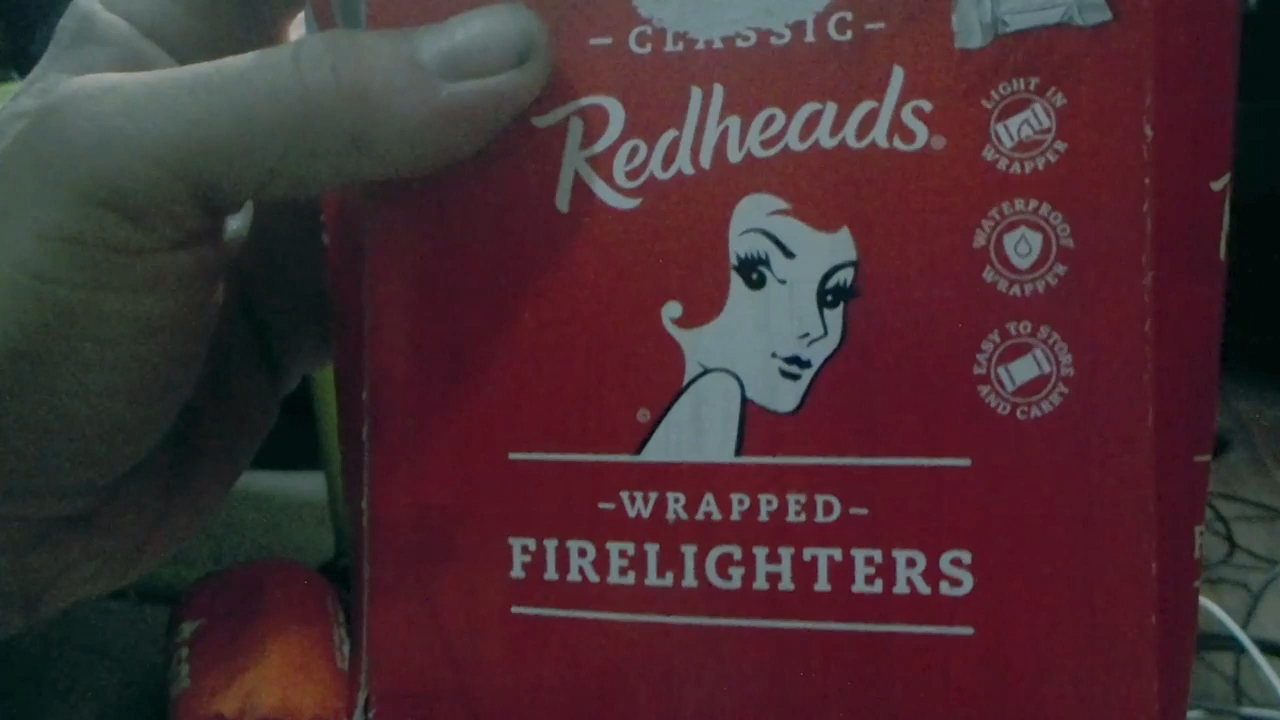 -CLASSIC-
Redheads®
LIGHT IN
WRAPPER
WATERPROOF
WRAPPER
EASY TO STORE
AND CARRY
©
-WRAPPED-
FIRELIGHTERS